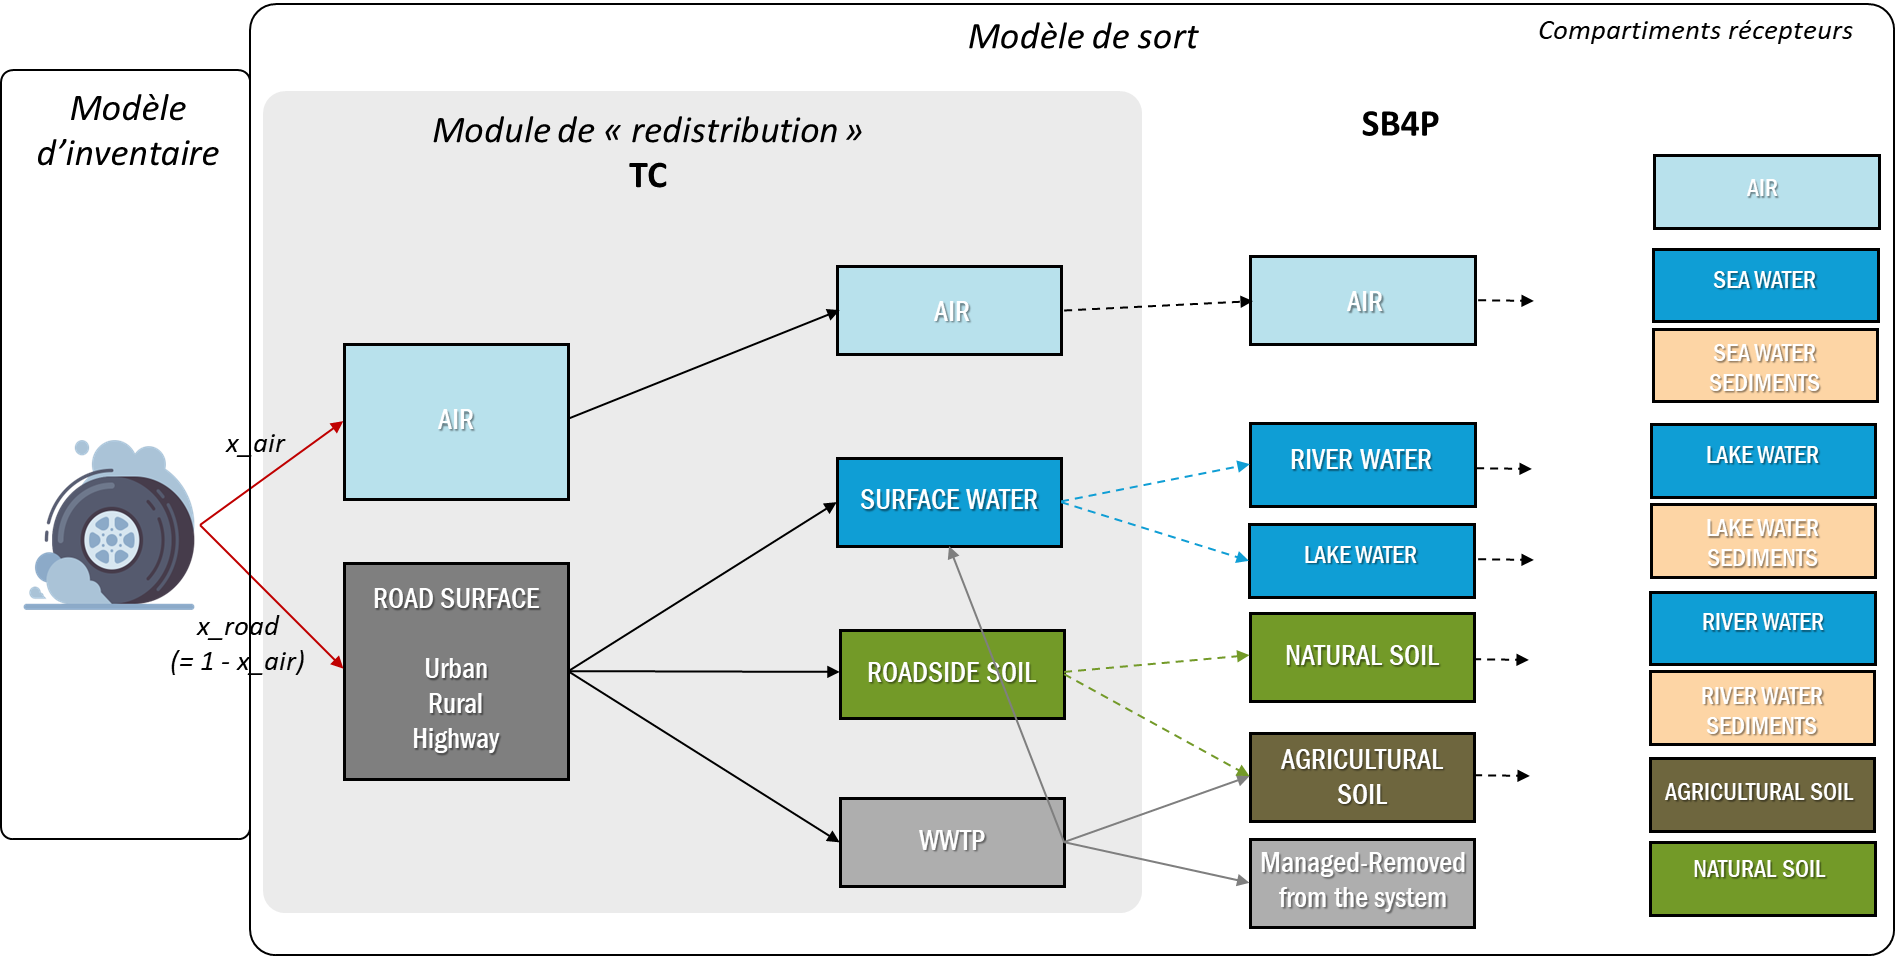 Modèle de sort
Compartiments récepteurs
Modèle
d’inventaire
Module de « redistribution »
TC
SB4P
x_air
x_road
(= 1 - x_air)
AIR
ROAD SURFACE
Urban
Rural
Highway
AIR
SURFACE WATER
ROADSIDE SOIL
WWTP
AIR
RIVER WATER
LAKE WATER
NATURAL SOIL
AGRICULTURAL
SOIL
Managed-Removed
from the system
AIR
SEA WATER
SEA WATER
SEDIMENTS
LAKE WATER
LAKE WATER
SEDIMENTS
RIVER WATER
RIVER WATER
SEDIMENTS
AGRICULTURAL SOIL
NATURAL SOIL